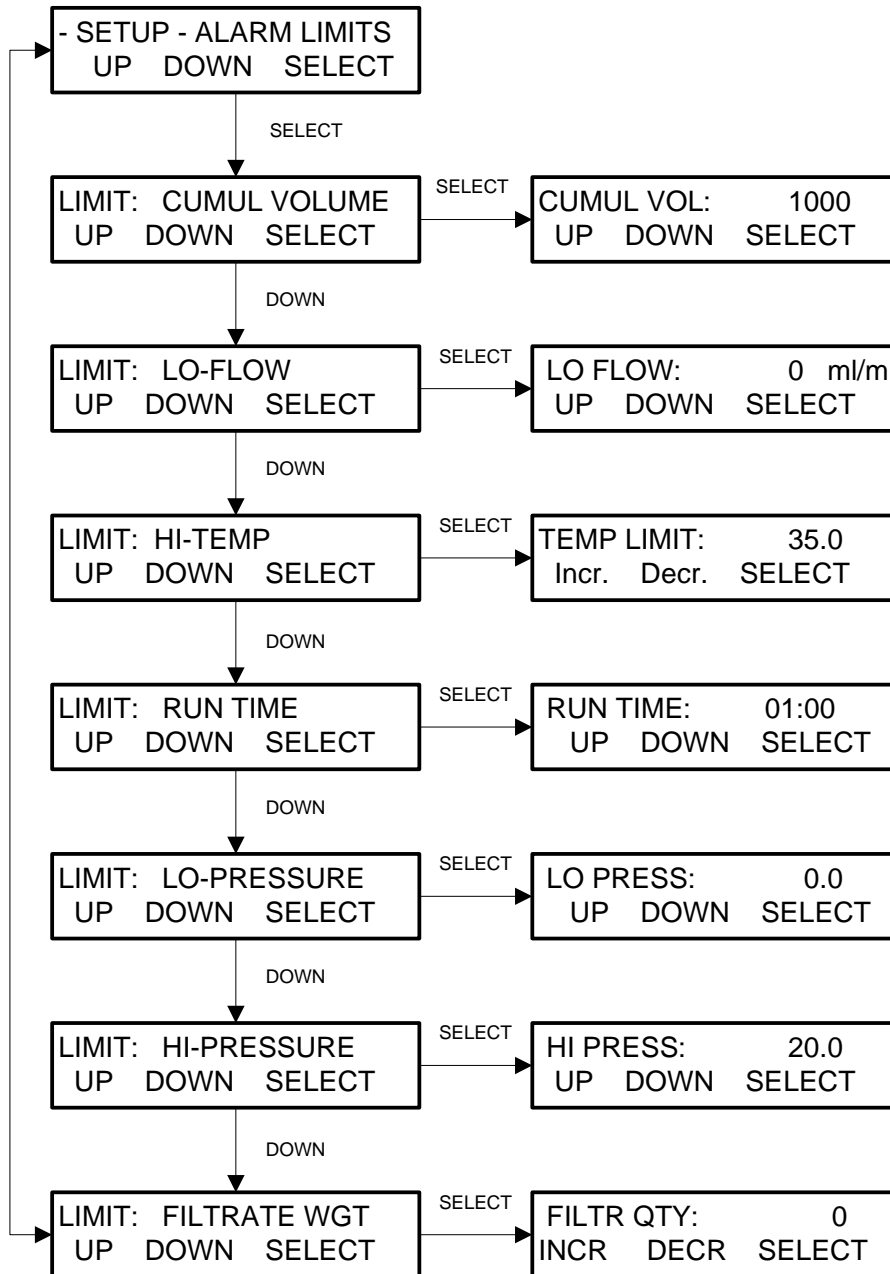 - SETUP - ALARM LIMITS
UP DOWN SELECT
SELECT
LIMIT: CUMUL VOLUME
UP DOWN SELECT
SELECT
CUMUL VOL: 1000
UP DOWN SELECT
DOWN
LIMIT: LO-FLOW
UP DOWN SELECT
SELECT
LO FLOW: 0 ml/m
UP DOWN SELECT
DOWN
LIMIT: HI-TEMP
UP DOWN SELECT
SELECT
TEMP LIMIT: 35.0
Incr. Decr. SELECT
DOWN
LIMIT: RUN TIME
UP DOWN SELECT
SELECT
RUN TIME: 01:00
UP DOWN SELECT
DOWN
LIMIT: LO-PRESSURE
UP DOWN SELECT
SELECT
LO PRESS: 0.0
UP DOWN SELECT
DOWN
LIMIT: HI-PRESSURE
UP DOWN SELECT
SELECT
HI PRESS: 20.0
UP DOWN SELECT
DOWN
LIMIT: FILTRATE WGT
UP DOWN SELECT
SELECT
FILTR QTY: 0
INCR DECR SELECT